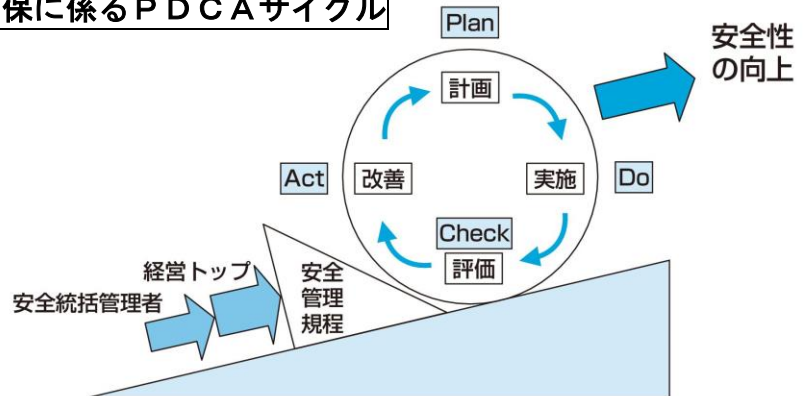 保に係るＰＤＣＡサイクル
Plan
計画
安全性
の向上
Act
改善
実施
Do
Check
評価
経営トップ
安全統括管理者
安全
管理
規程